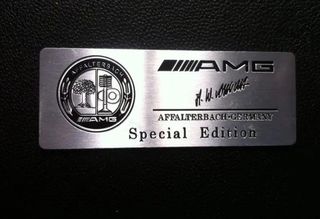 AFFALTERBACH
AMG
AMG
AFFALTERBACH-GERMANY
Special Edition